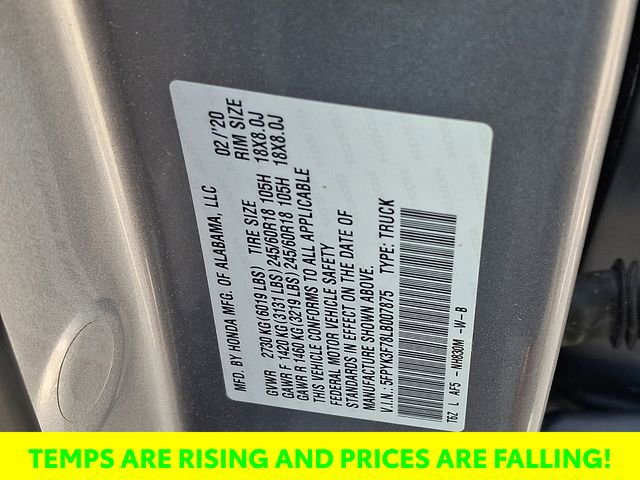 MFD. BY HONDA MFG. OF ALABAMA, LLC 02/'20
GVWR 2730 KG(6019 LBS) TIRE SIZE RIM SIZE
GAWR F 1420 KG(3131 LBS) 245/60R18 105H 18X8.0J
GAWR R 1460 KG(3219 LBS) 245/60R18 105H 18X8.0J
THIS VEHICLE CONFORMS TO ALL APPLICABLE
FEDERAL MOTOR VEHICLE SAFETY
STANDARDS IN EFFECT ON THE DATE OF
MANUFACTURE SHOWN ABOVE.
V.I.N.: 5FPYK3F78LB007875 TYPE: TRUCK
T6Z L AF5 -NH830M -W-B
TEMPS ARE RISING AND PRICES ARE FALLING!